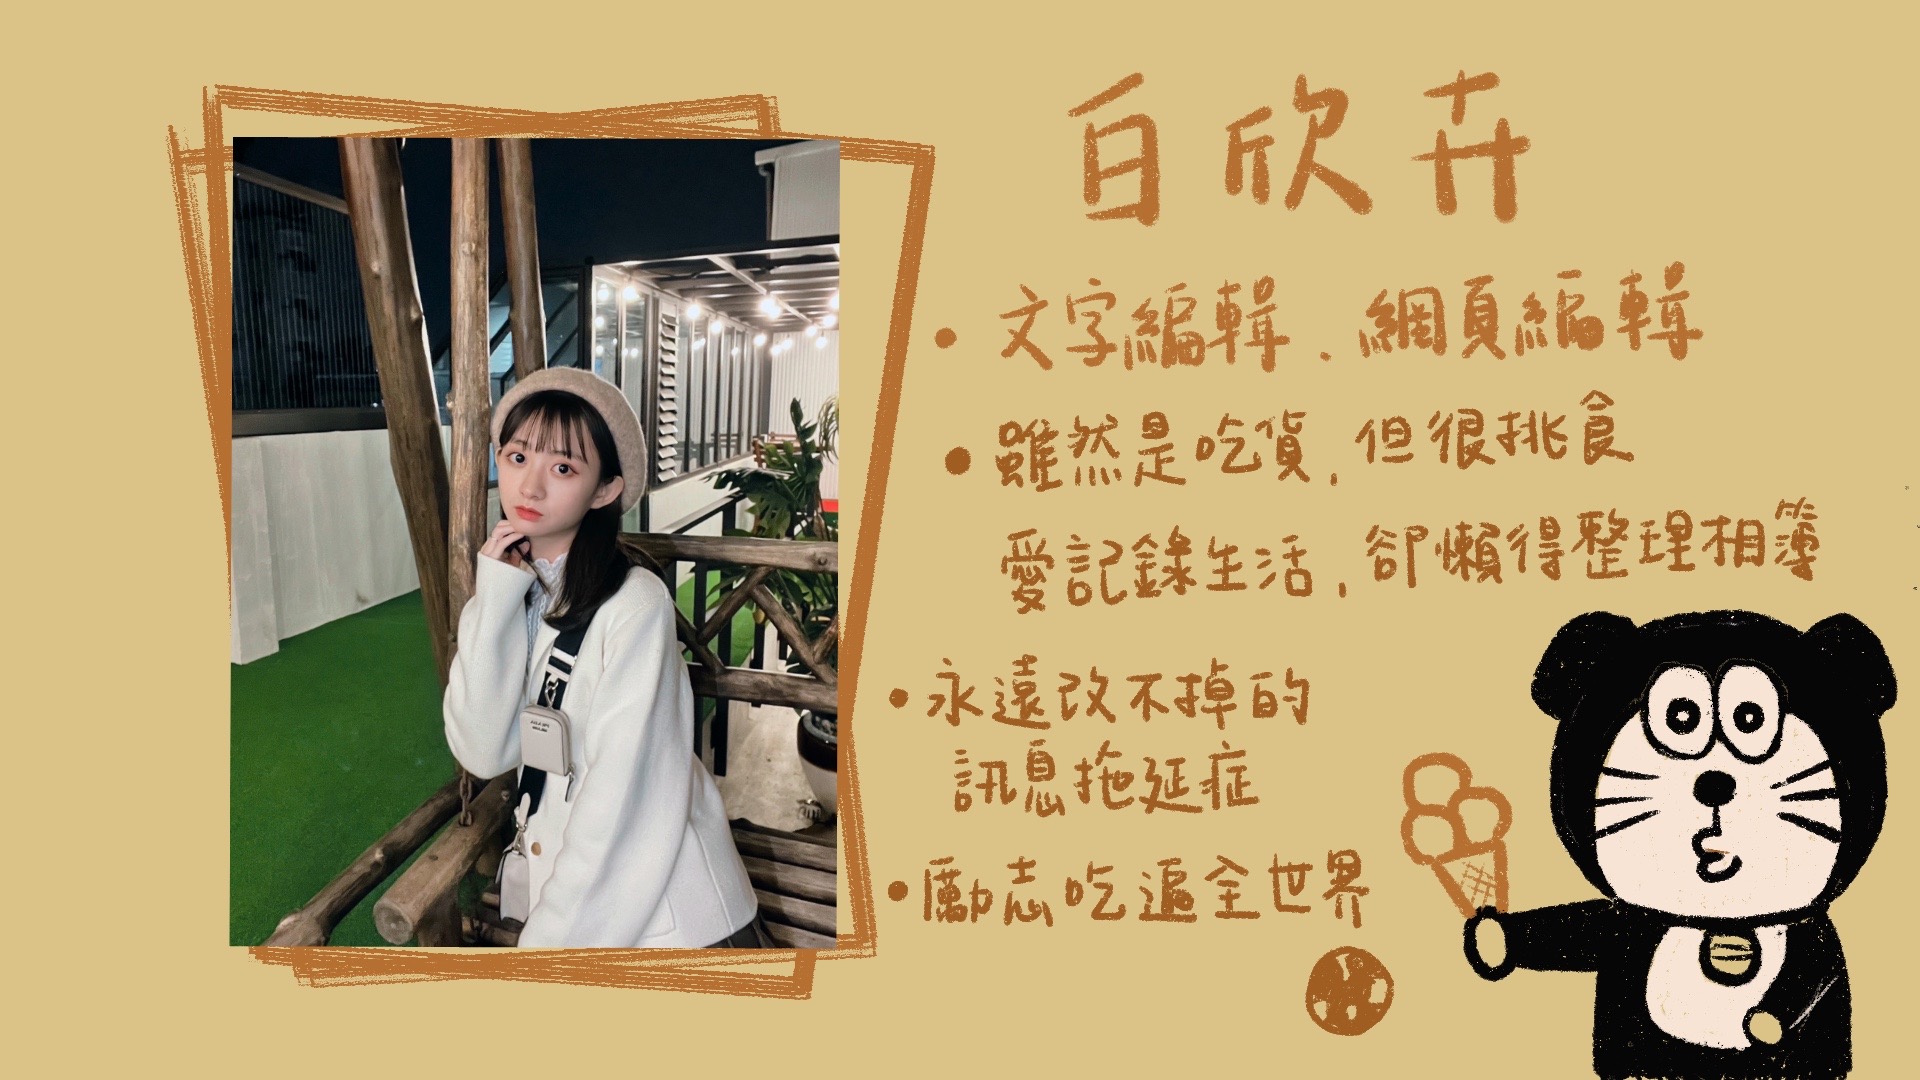 白欣卉
•文字編輯.網頁編輯
•雖然是吃貨,但很挑食
愛記錄生活,卻懶得整理相簿
•永遠改不掉的
訊息拖延症
•勵志吃遍全世界